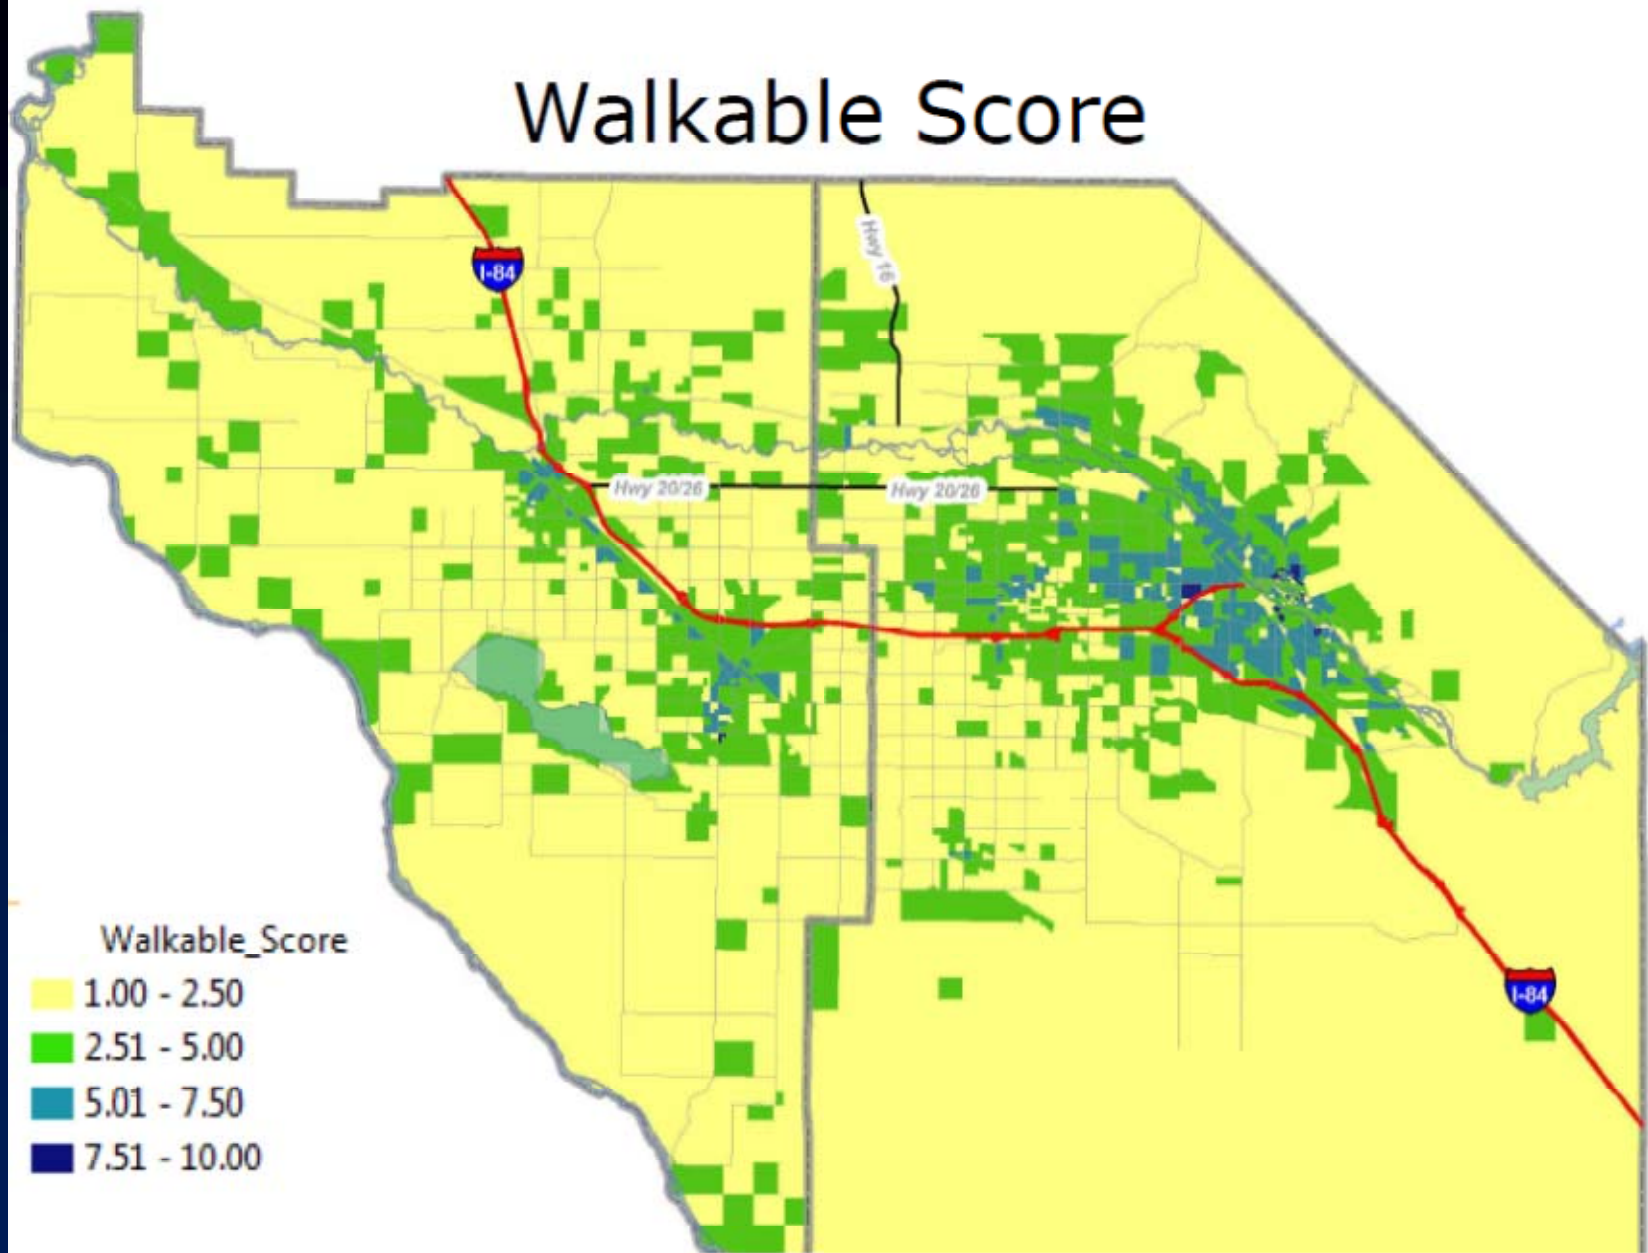 Walkable Score
Hwy 16
I-84
Hwy 20/26
Hwy 20/26
Walkable_Score
1.00 - 2.50
2.51 - 5.00
5.01 - 7.50
7.51 - 10.00
I-84